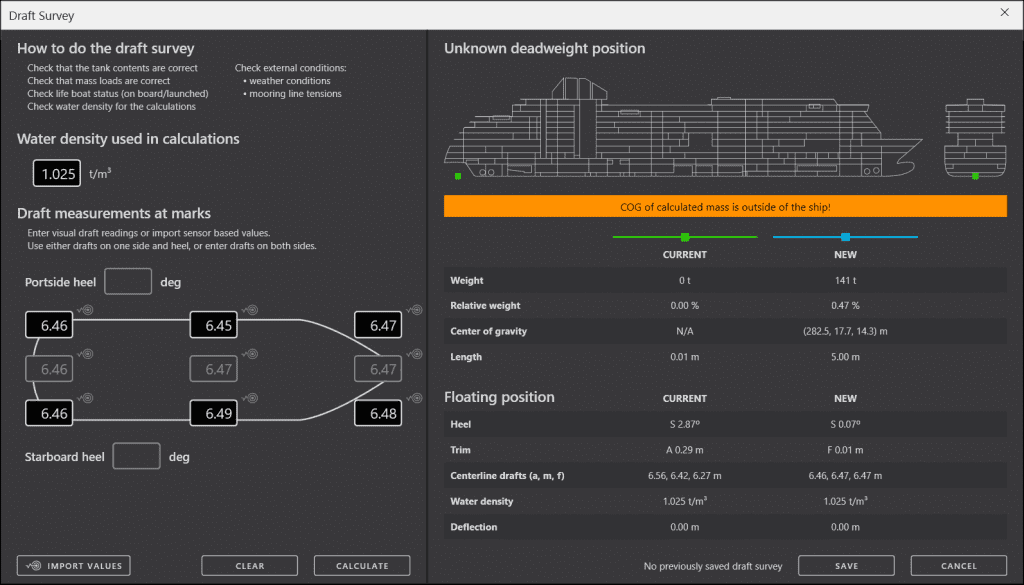 Draft Survey
How to do the draft survey
Check that the tank contents are correct
Check that mass loads are correct
Check life boat status (on board/launched)
Check water density for the calculations
Check external conditions:
• weather conditions
• mooring line tensions
Water density used in calculations
1.025 t/m³
Draft measurements at marks
Enter visual draft readings or import sensor based values.
Use either drafts on one side and heel, or enter drafts on both sides.
Portside heel deg
6.46 6.45 6.47
6.46 6.47 6.47
6.46 6.49 6.48
Starboard heel deg
IMPORT VALUES CLEAR CALCULATE
Unknown deadweight position
COG of calculated mass is outside of the ship!
CURRENT NEW
Weight 0 t 141 t
Relative weight 0.00 % 0.47 %
Center of gravity N/A (282.5, 17.7, 14.3) m
Length 0.01 m 5.00 m
Floating position CURRENT NEW
Heel S 2.87º S 0.07º
Trim A 0.29 m F 0.01 m
Centerline drafts (a, m, f) 6.56, 6.42, 6.27 m 6.46, 6.47, 6.47 m
Water density 1.025 t/m³ 1.025 t/m³
Deflection 0.00 m 0.00 m
No previously saved draft survey SAVE CANCEL